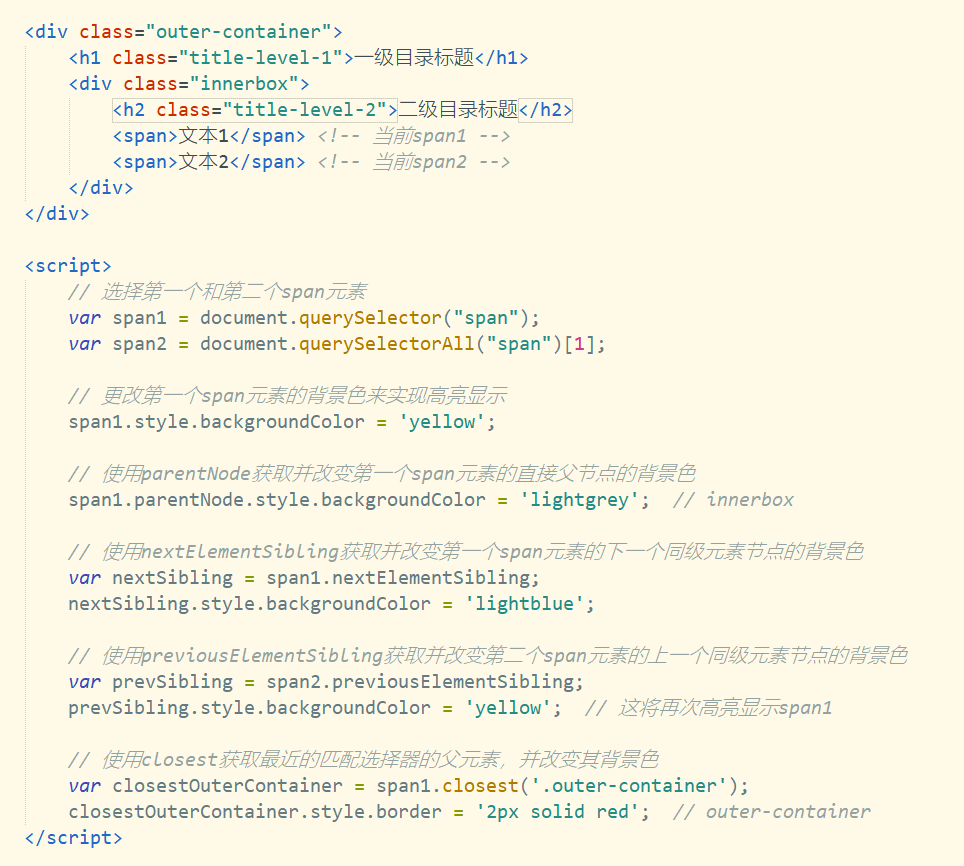 <div class="outer-container">
    <h1 class="title-level-1">一级目录标题</h1>
    <div class="innerbox">
        <h2 class="title-level-2">二级目录标题</h2>
        <span>文本1</span> <!-- 当前span1 -->
        <span>文本2</span> <!-- 当前span2 -->
    </div>
</div>

<script>
    // 选择第一个和第二个span元素
    var span1 = document.querySelector("span");
    var span2 = document.querySelectorAll("span")[1];

    // 更改第一个span元素的背景色来实现高亮显示
    span1.style.backgroundColor = 'yellow';

    // 使用parentNode获取并改变第一个span元素的直接父节点的背景色
    span1.parentNode.style.backgroundColor = 'lightgrey';  // innerbox

    // 使用nextElementSibling获取并改变第一个span元素的下一个同级元素节点的背景色
    var nextSibling = span1.nextElementSibling;
    nextSibling.style.backgroundColor = 'lightblue';

    // 使用previousElementSibling获取并改变第二个span元素的上一个同级元素节点的背景色
    var prevSibling = span2.previousElementSibling;
    prevSibling.style.backgroundColor = 'yellow';  // 这将再次高亮显示span1

    // 使用closest获取最近的匹配选择器的父元素，并改变其背景色
    var closestOuterContainer = span1.closest('.outer-container');
    closestOuterContainer.style.border = '2px solid red';  // outer-container
</script>